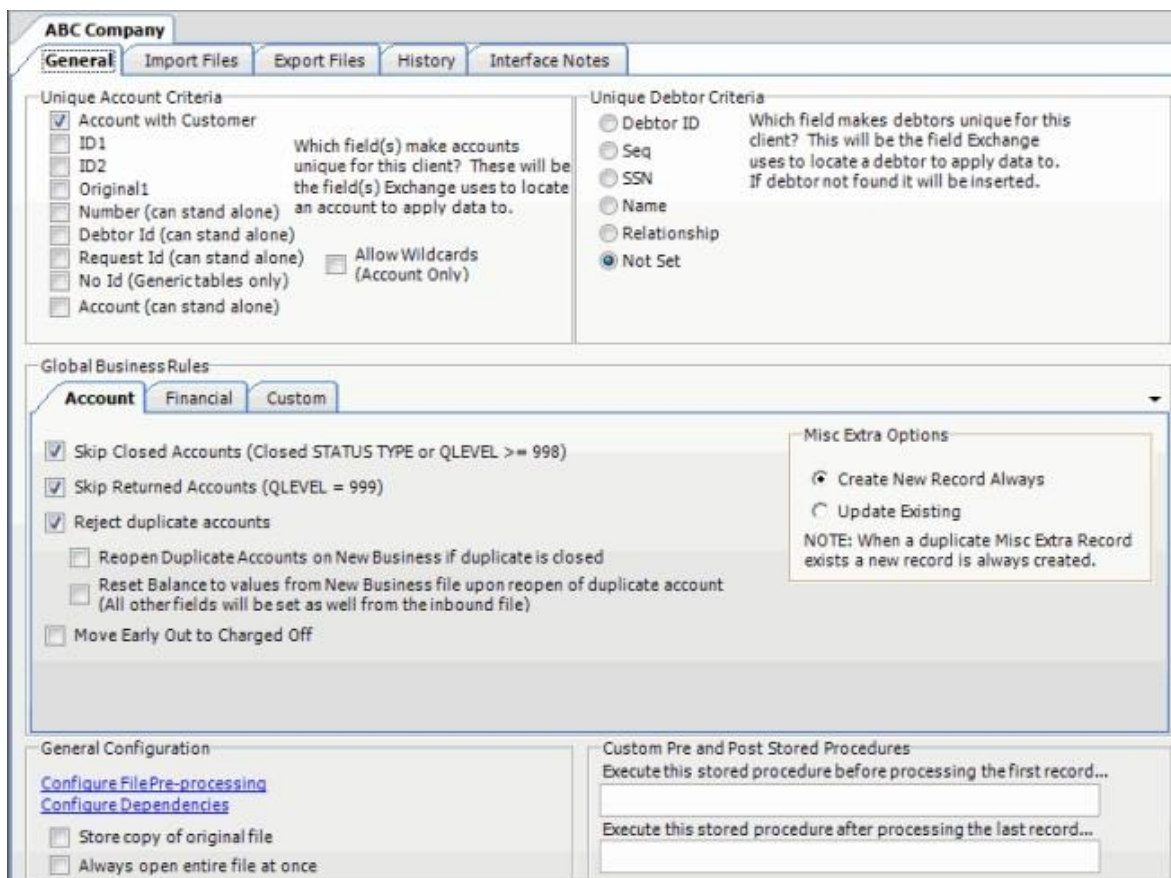 ABC Company
General
Import Files
Export Files
History
Interface Notes
Unique Account Criteria
Account with Customer
ID1
ID2
Original1
Number (can stand alone)
Debtor Id (can stand alone)
Request Id (can stand alone)
No Id (Generic tables only)
Account (can stand alone)
Which field(s) make accounts
unique for this client? These will be
the field(s) Exchange uses to locate
an account to apply data to.
Allow Wildcards
(Account Only)
Unique Debtor Criteria
Debtor ID
Seq
SSN
Name
Relationship
Not Set
Which field makes debtors unique for this
client? This will be the field Exchange
uses to locate a debtor to apply data to.
If debtor not found it will be inserted.
Global Business Rules
Account
Financial
Custom
Skip Closed Accounts (Closed STATUS TYPE or QLEVEL >= 998)
Skip Returned Accounts (QLEVEL = 999)
Reject duplicate accounts
Reopen Duplicate Accounts on New Business if duplicate is closed
Reset Balance to values from New Business file upon reopen of duplicate account
(All other fields will be set as well from the inbound file)
Move Early Out to Charged Off
Misc Extra Options
Create New Record Always
Update Existing
NOTE: When a duplicate Misc Extra Record
exists a new record is always created.
General Configuration
Configure File Pre-processing
Configure Dependencies
Store copy of original file
Always open entire file at once
Custom Pre and Post Stored Procedures
Execute this stored procedure before processing the first record...
Execute this stored procedure after processing the last record...